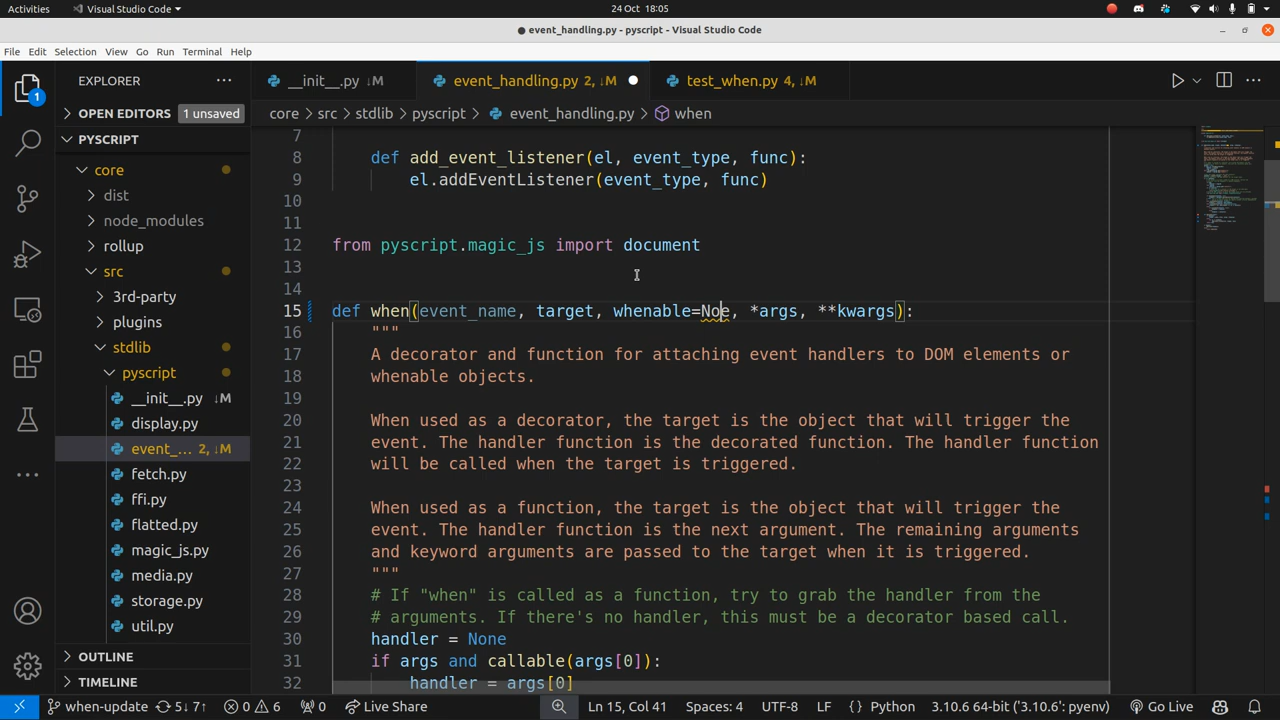 Activities
Visual Studio Code
24 Oct 18:05
event_handling.py - pyscript - Visual Studio Code
File Edit Selection View Go Run Terminal Help
EXPLORER
__init__.py M
event_handling.py 2, M
test_when.py 4, M
OPEN EDITORS 1 unsaved
core > src > stdlib > pyscript > event_handling.py > when
1
PYSCRIPT
core
dist
node_modules
rollup
src
3rd-party
plugins
stdlib
pyscript
__init__.py M
display.py
event_... 2, M
fetch.py
ffi.py
flatted.py
magic_js.py
media.py
storage.py
util.py
OUTLINE
TIMELINE
7
8 def add_event_listener(el, event_type, func):
9 el.addEventListener(event_type, func)
10
11
12 from pyscript.magic_js import document
13
14
15 def when(event_name, target, whenable=Noe, *args, **kwargs):
16 """
17 A decorator and function for attaching event handlers to DOM elements or
18 whenable objects.
19
20 When used as a decorator, the target is the object that will trigger the
21 event. The handler function is the decorated function. The handler function
22 will be called when the target is triggered.
23
24 When used as a function, the target is the object that will trigger the
25 event. The handler function is the next argument. The remaining arguments
26 and keyword arguments are passed to the target when it is triggered.
27 """
28 # If "when" is called as a function, try to grab the handler from the
29 # arguments. If there's no handler, this must be a decorator based call.
30 handler = None
31 if args and callable(args[0]):
32 handler = args[0]
when-update 5↓ 7↑ 0 6 0 Live Share Ln 15, Col 41 Spaces: 4 UTF-8 LF Python 3.10.6 64-bit ('3.10.6': pyenv) Go Live